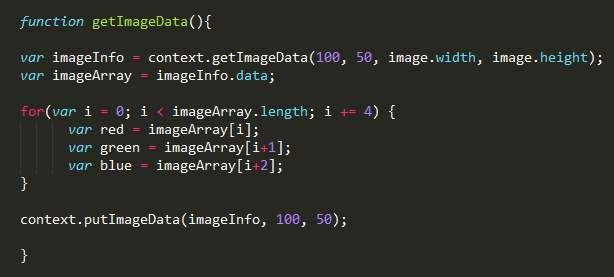 function getImageData(){
var imageInfo = context.getImageData(100, 50, image.width, image.height);
var imageArray = imageInfo.data;
for(var i = 0; i < imageArray.length; i += 4) {
var red = imageArray[i];
var green = imageArray[i+1];
var blue = imageArray[i+2];
}
context.putImageData(imageInfo, 100, 50);
}